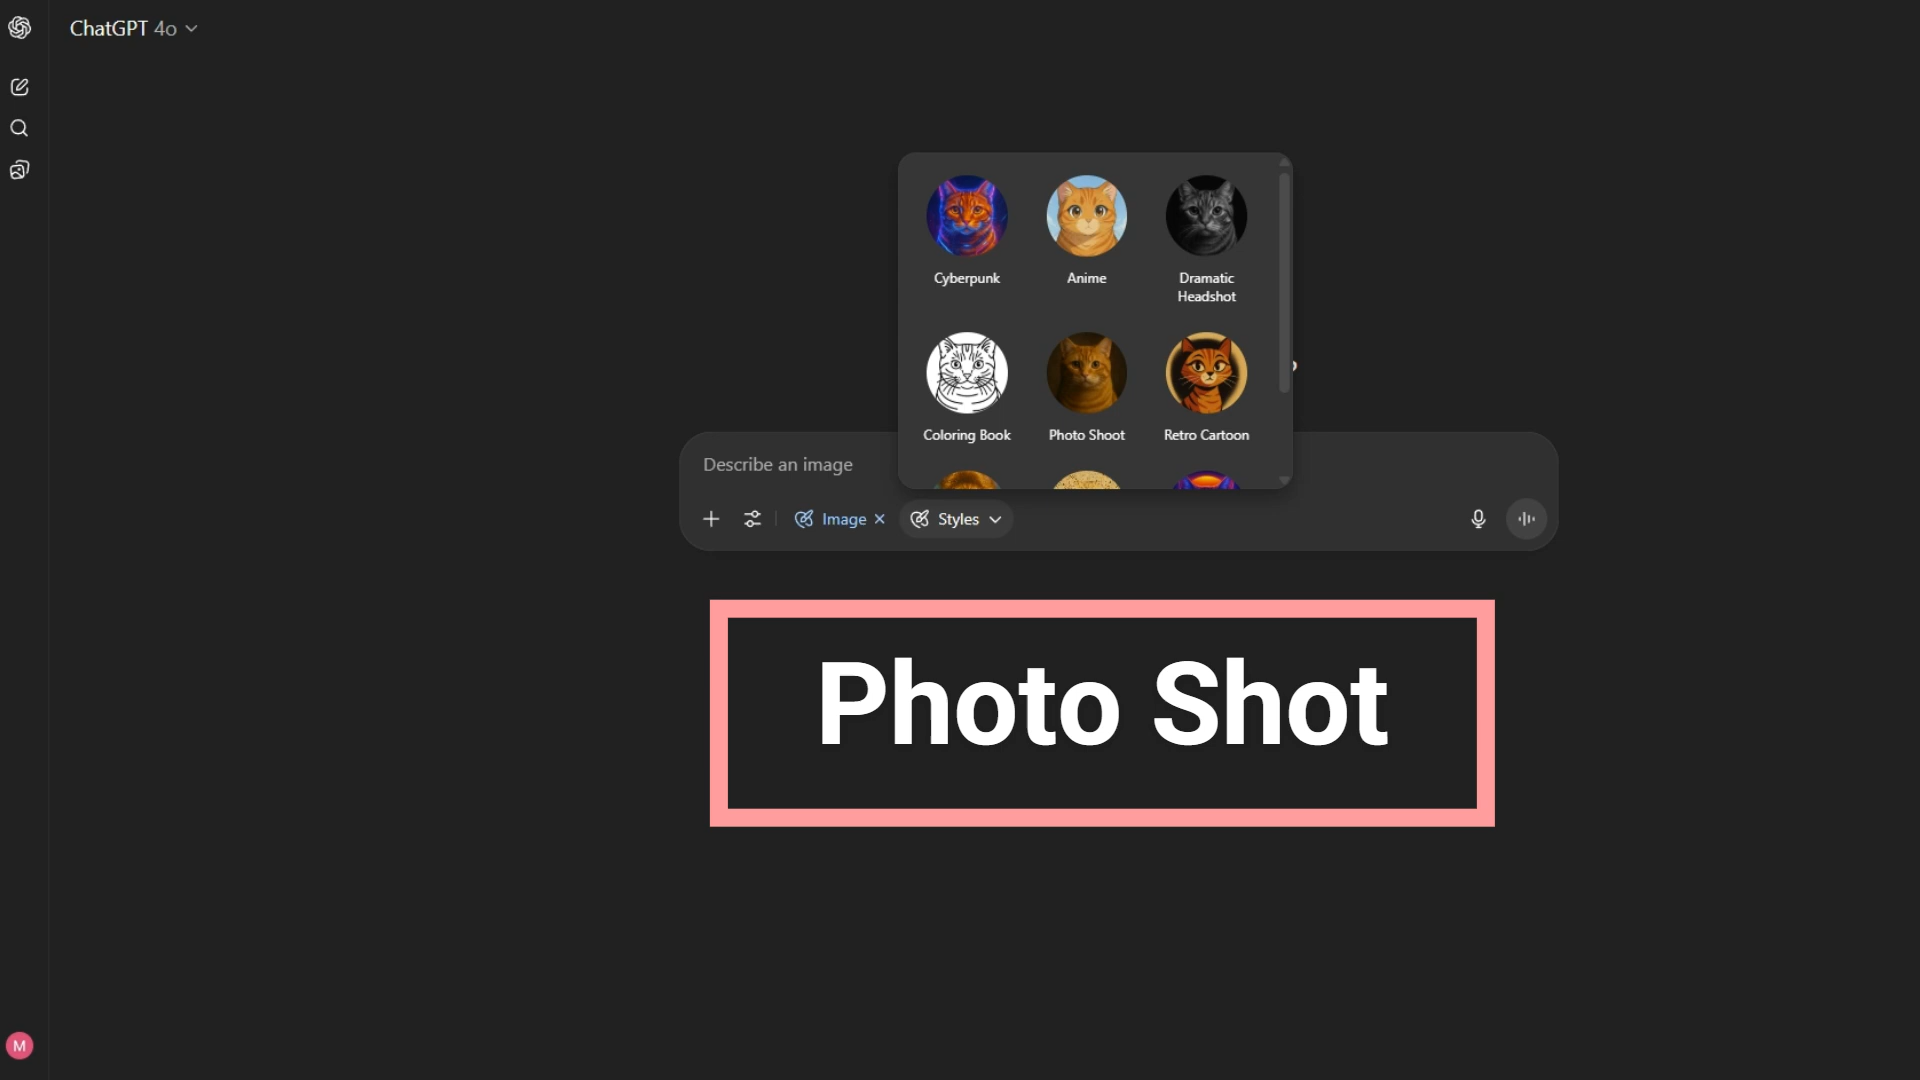 ChatGPT 4o
Cyberpunk
Anime
Dramatic
Headshot
Coloring Book
Photo Shoot
Retro Cartoon
Describe an image
Image
Styles
Photo Shot
M